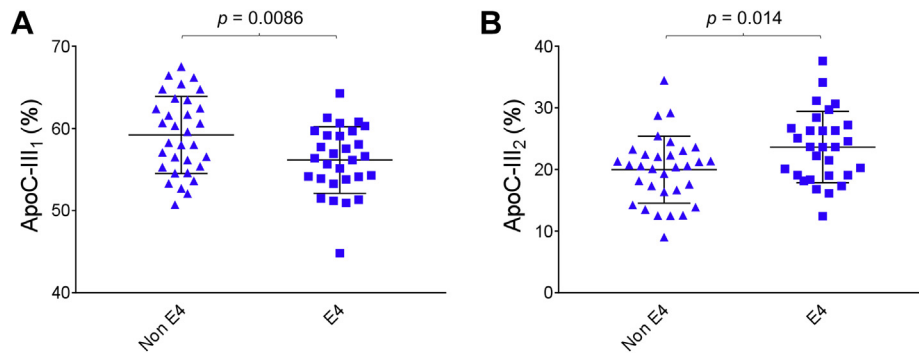 A
p = 0.0086
ApoC-III₁ (%)
70
60
50
40
Non E4
E4
B
p = 0.014
ApoC-III₂ (%)
40
30
20
10
0
Non E4
E4